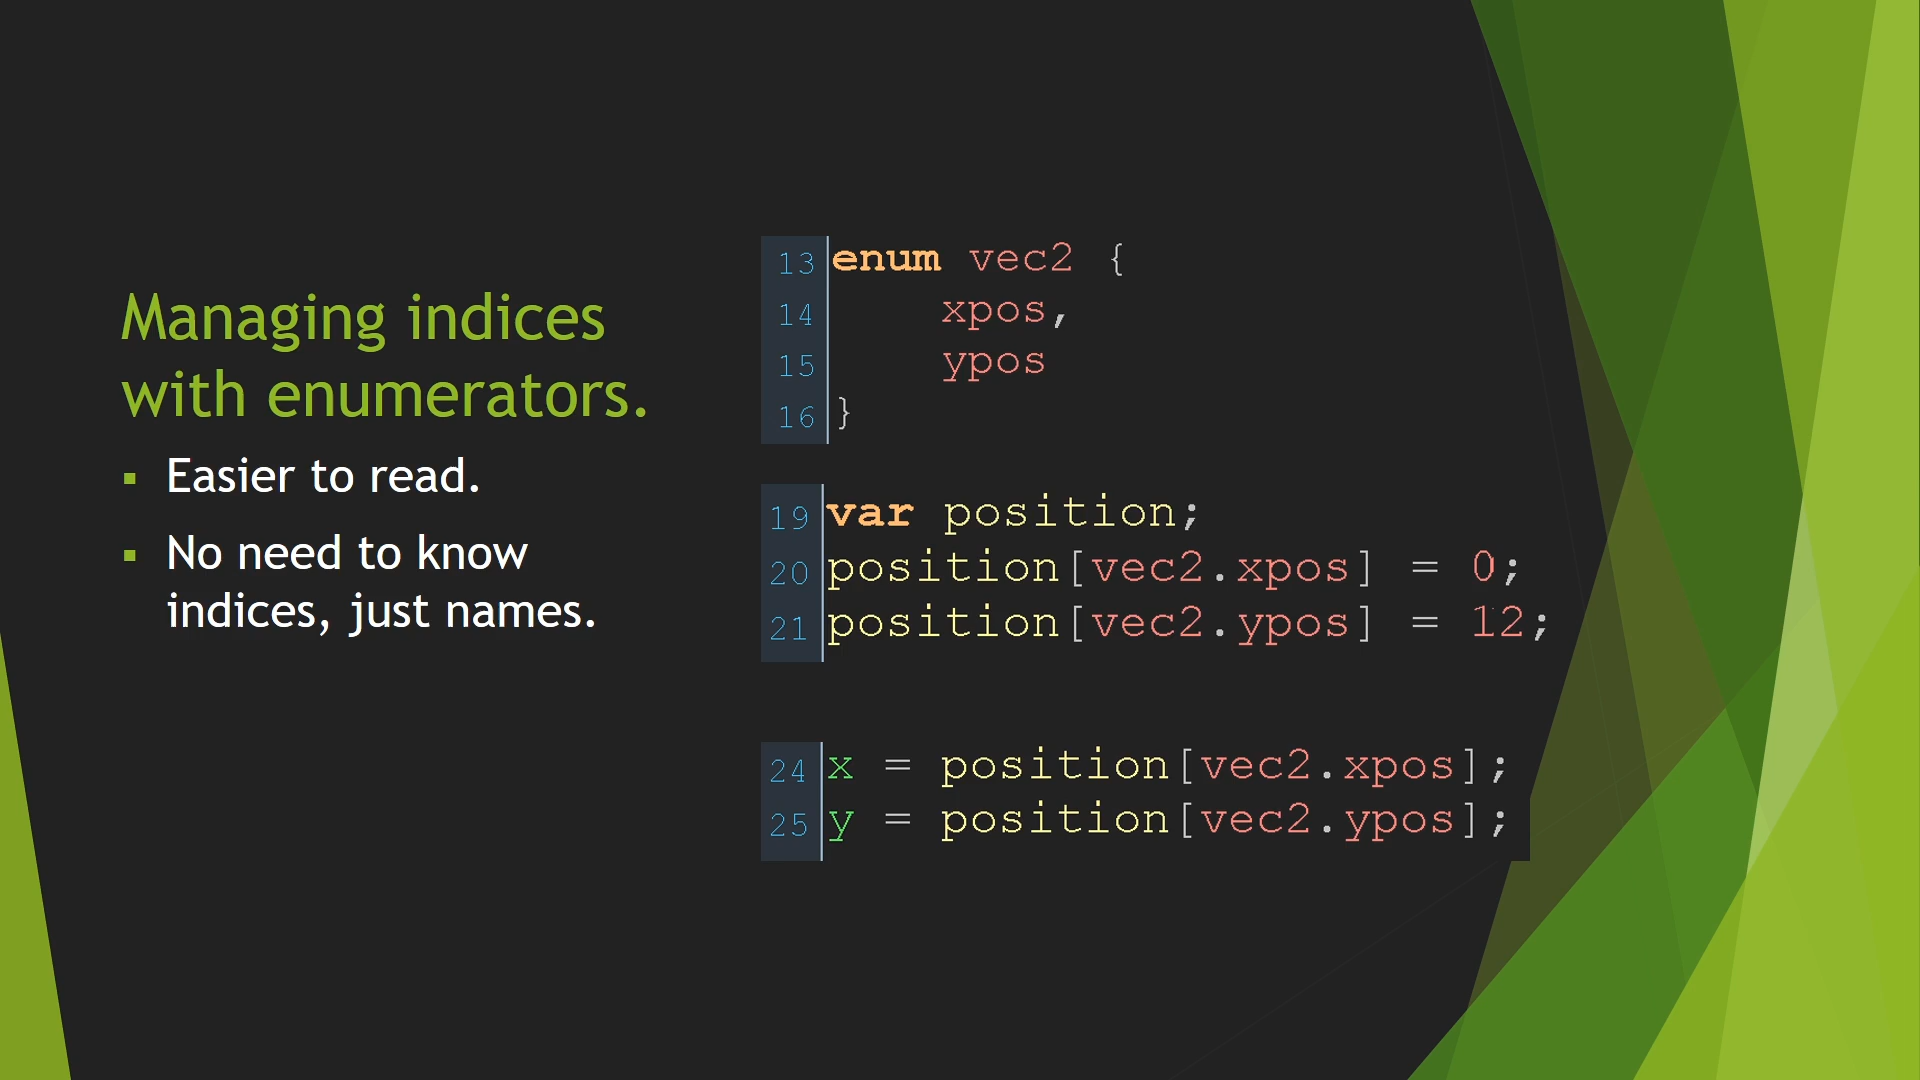 Managing indices
with enumerators.
▪ Easier to read.
▪ No need to know
indices, just names.
13 enum vec2 {
14     xpos,
15     ypos
16 }
19 var position;
20 position[vec2.xpos] = 0;
21 position[vec2.ypos] = 12;
24 x = position[vec2.xpos];
25 y = position[vec2.ypos];